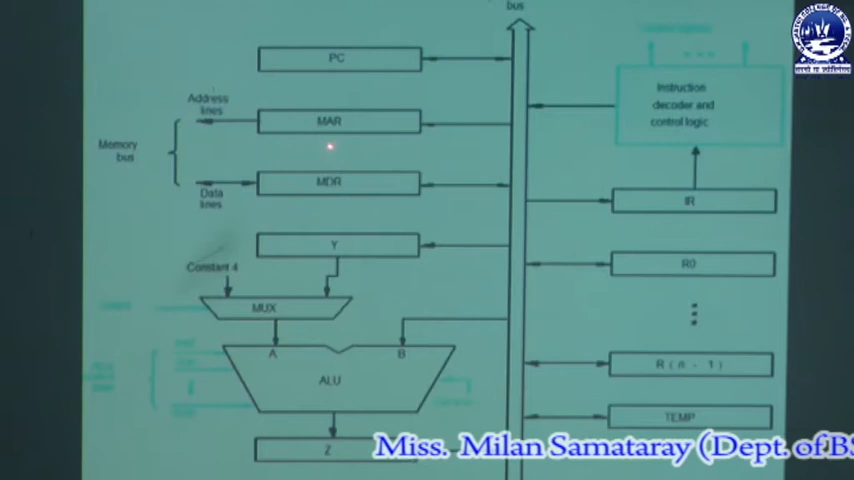 bus
PC
Address
lines
MAR
Memory
bus
MDR
Data
lines
Y
Constant 4
MUX
A
B
ALU
Z
Instruction
decoder and
control logic
IR
R0
R ( n - 1 )
TEMP
Miss. Milan Samataray (Dept. of BS